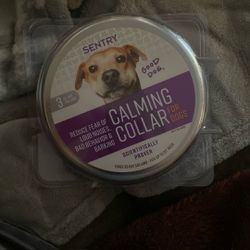 SENTRY
GOOD
DOG.
3
REDUCE FEAR OF
LOUD NOISES,
BAD BEHAVIOR &
BARKING
CALMING
COLLAR
FOR
DOGS
SCIENTIFICALLY
PROVEN